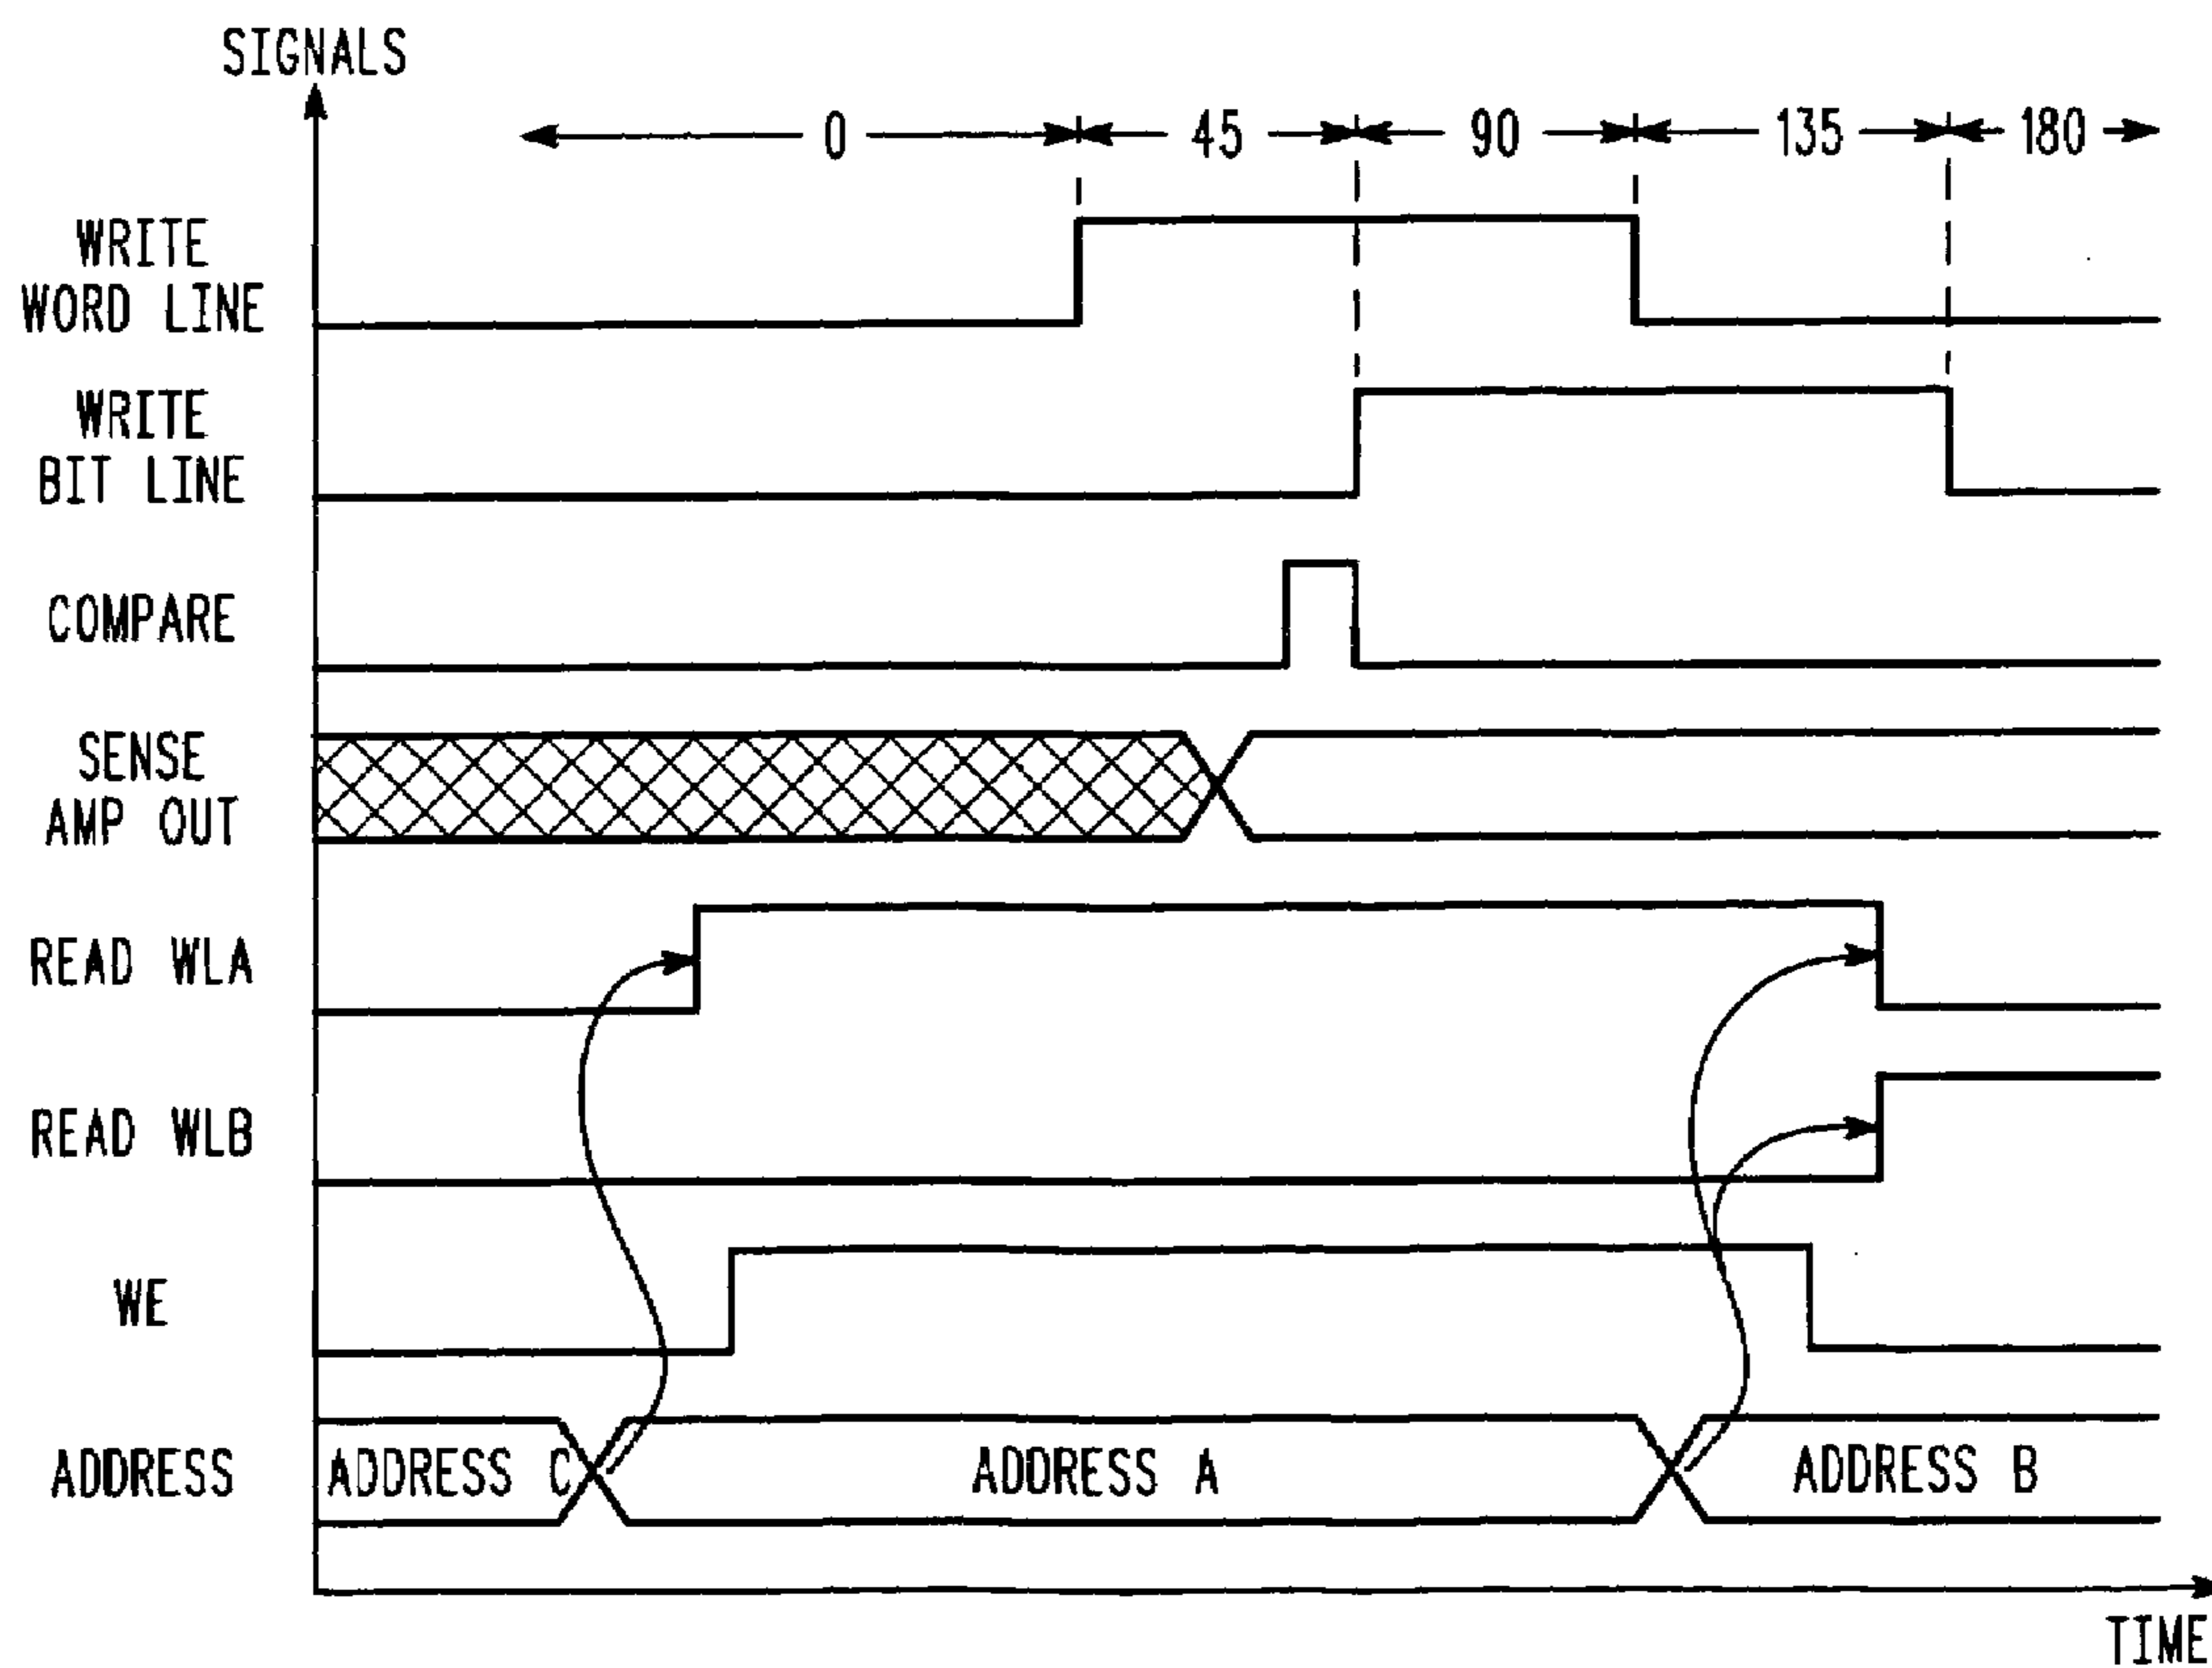 SIGNALS
0 45 90 135 180
WRITE
WORD LINE
WRITE
BIT LINE
COMPARE
SENSE
AMP OUT
READ WLA
READ WLB
WE
ADDRESS ADDRESS C ADDRESS A ADDRESS B
TIME